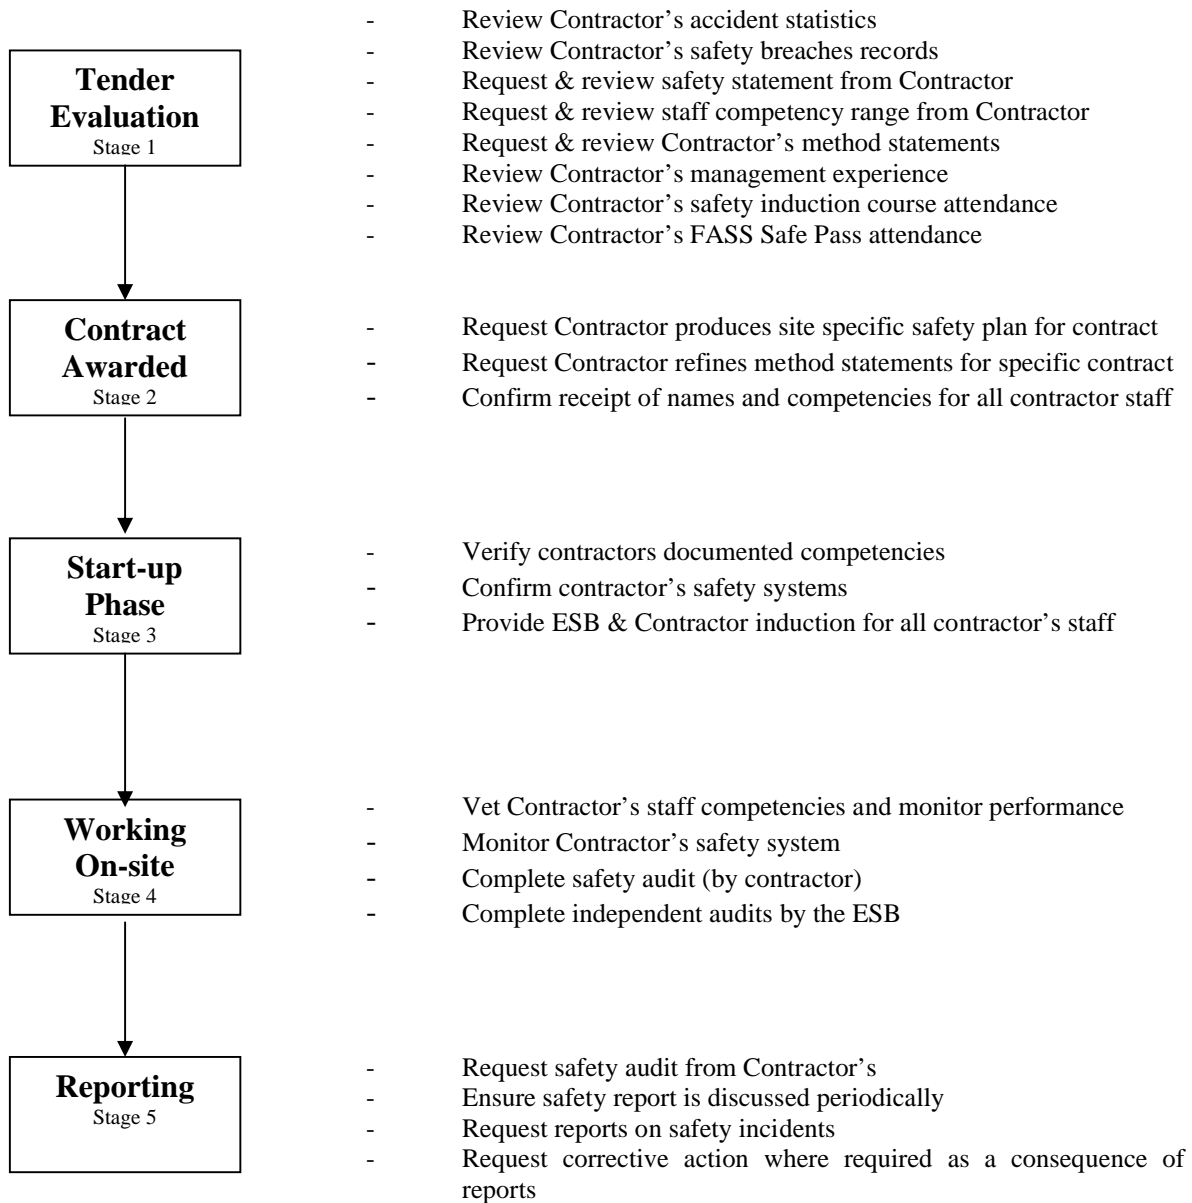 - Review Contractor’s accident statistics
- Review Contractor’s safety breaches records
- Request & review safety statement from Contractor
- Request & review staff competency range from Contractor
- Request & review Contractor’s method statements
- Review Contractor’s management experience
- Review Contractor’s safety induction course attendance
- Review Contractor’s FASS Safe Pass attendance
Tender
Evaluation
Stage 1
Contract
Awarded
Stage 2
- Request Contractor produces site specific safety plan for contract
- Request Contractor refines method statements for specific contract
- Confirm receipt of names and competencies for all contractor staff
Start-up
Phase
Stage 3
- Verify contractors documented competencies
- Confirm contractor’s safety systems
- Provide ESB & Contractor induction for all contractor’s staff
Working
On-site
Stage 4
- Vet Contractor’s staff competencies and monitor performance
- Monitor Contractor’s safety system
- Complete safety audit (by contractor)
- Complete independent audits by the ESB
Reporting
Stage 5
- Request safety audit from Contractor’s
- Ensure safety report is discussed periodically
- Request reports on safety incidents
- Request corrective action where required as a consequence of
reports